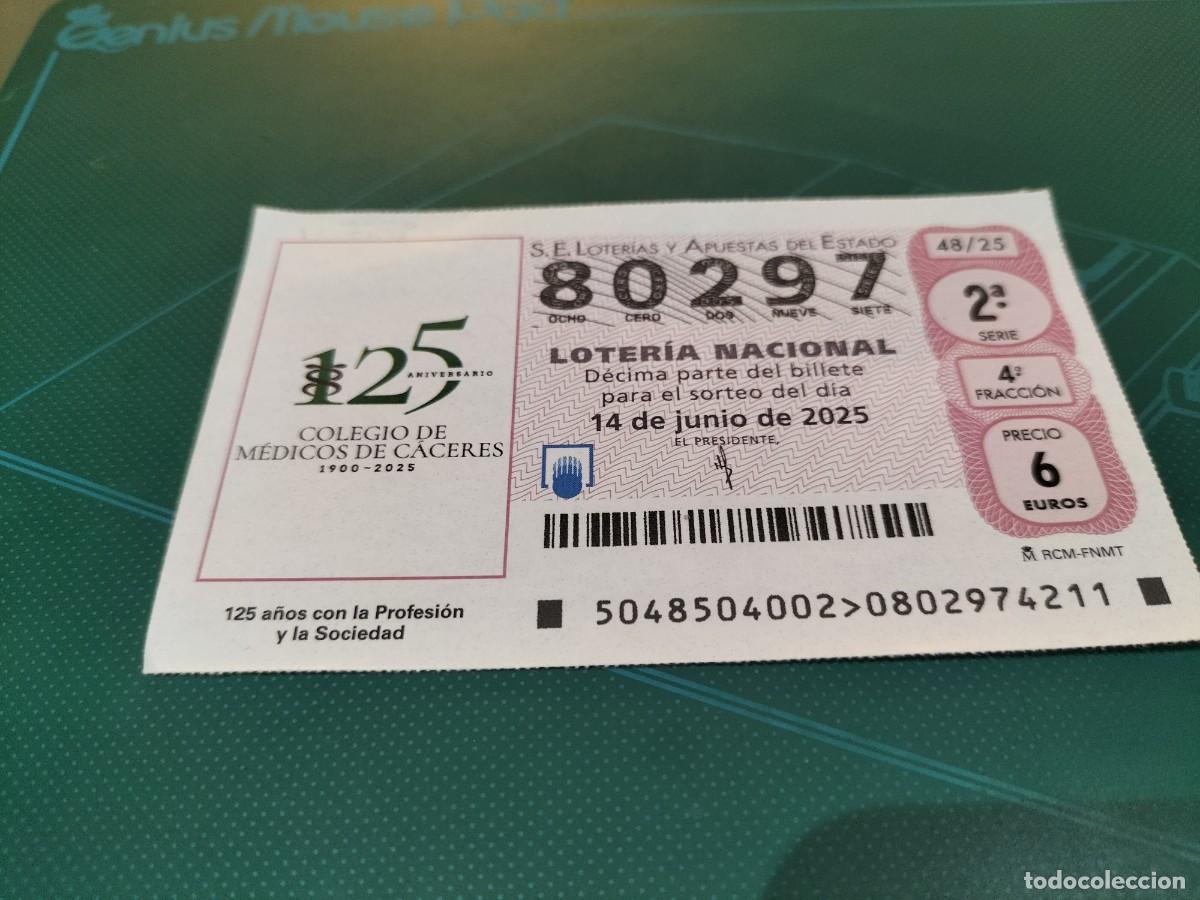 Genius/Mouse Pad
S.E. LOTERÍAS Y APUESTAS DEL ESTADO
80297
OCHO CERO DOS NUEVE SIETE
LOTERÍA NACIONAL
Décima parte del billete
para el sorteo del día
14 de junio de 2025
EL PRESIDENTE,
48/25
2ª
SERIE
4ª
FRACCIÓN
PRECIO
6
EUROS
RCM-FNMT
125
ANIVERSARIO
COLEGIO DE
MÉDICOS DE CÁCERES
1900-2025
125 años con la Profesión
y la Sociedad
5048504002>0802974211
todocoleccion